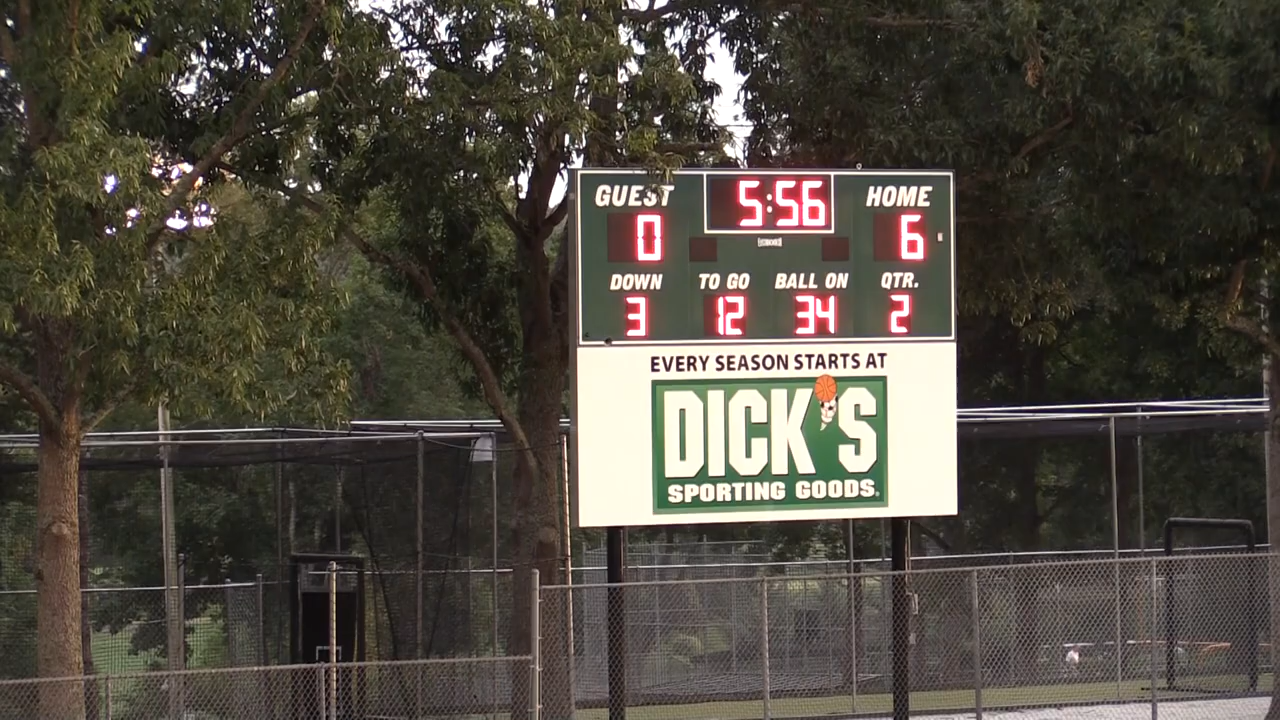 GUEST 5:56 HOME
0 6
DOWN TO GO BALL ON QTR.
3 12 34 2
EVERY SEASON STARTS AT
DICK'S
SPORTING GOODS